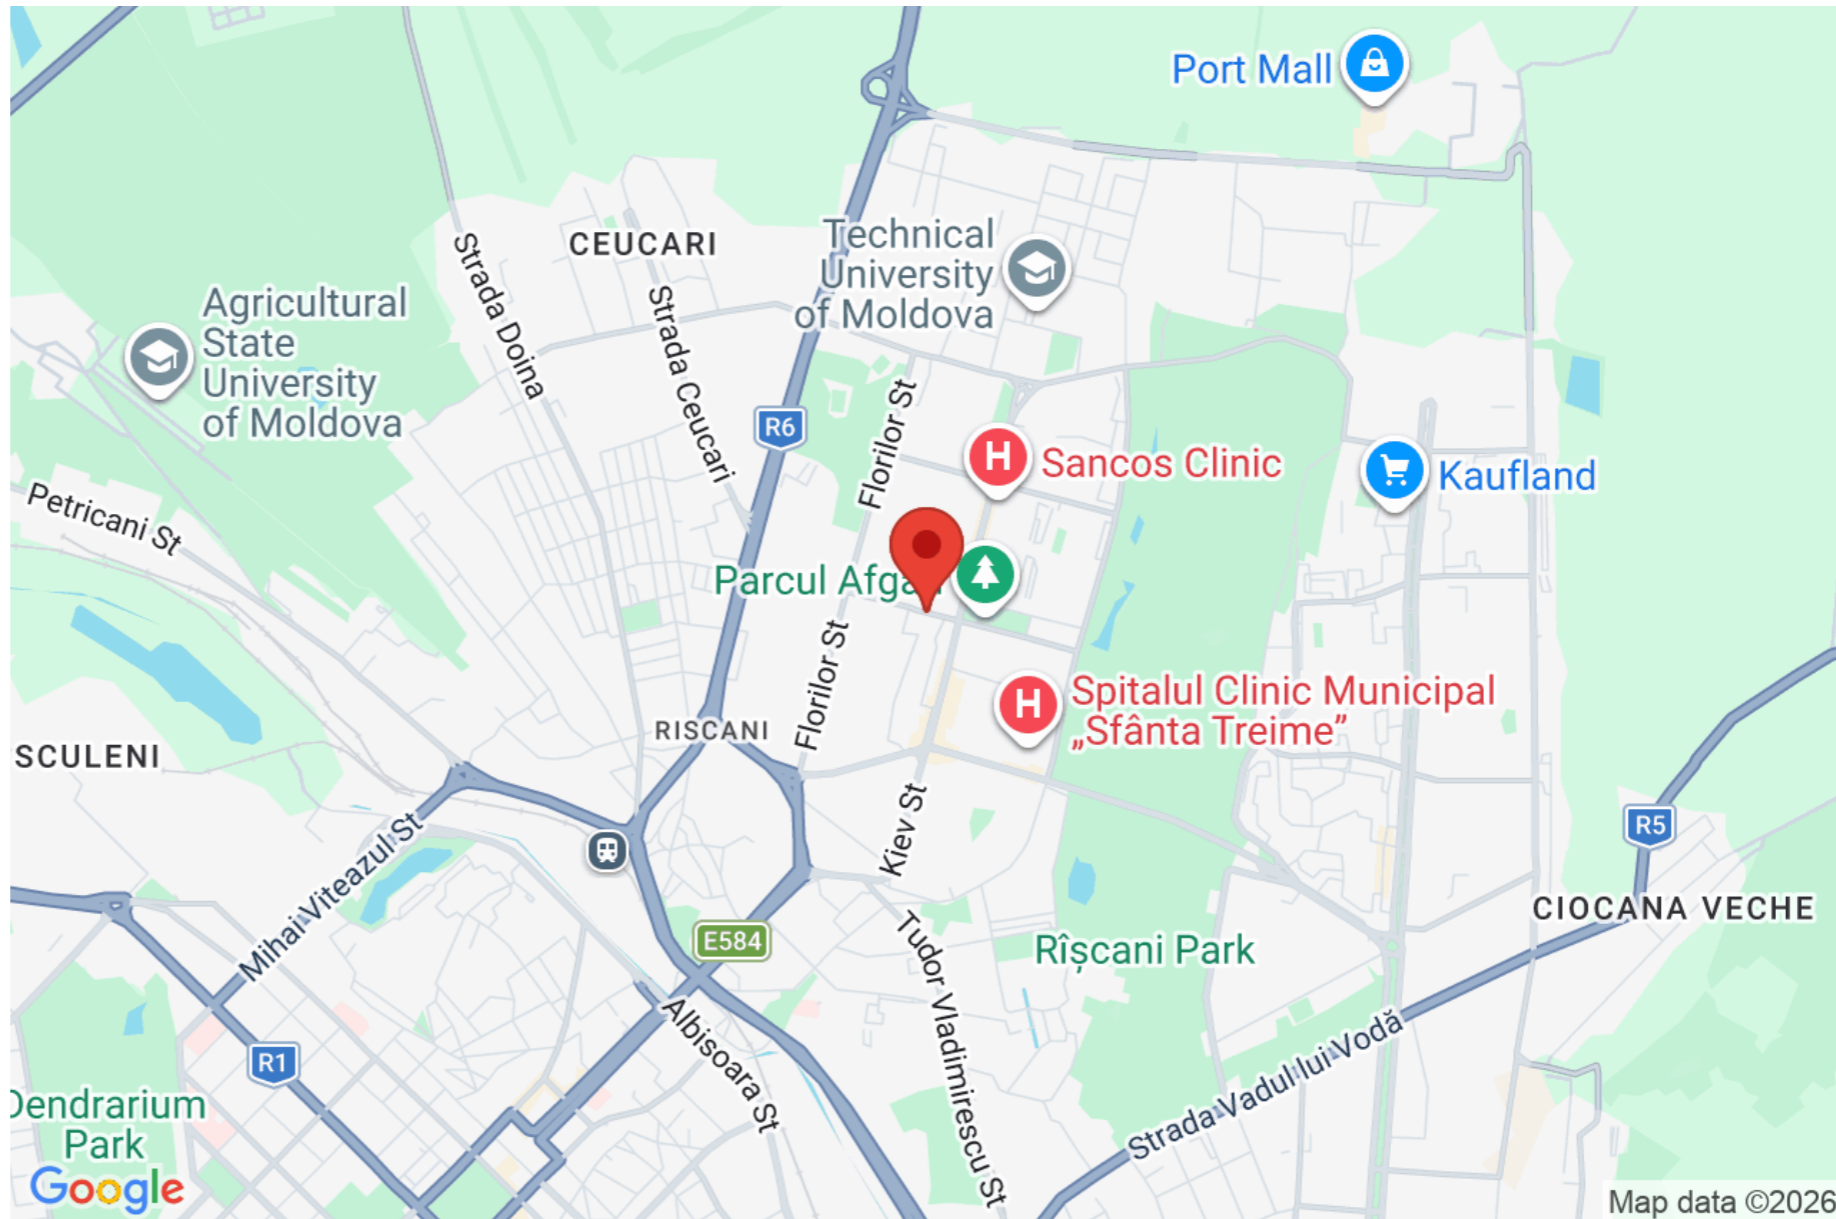 Port Mall
CEUCARI
Technical
University
of Moldova
Strada Doina
Strada Ceucari
Agricultural
State
University
of Moldova
R6
Florilor St
Sancos Clinic
Kaufland
Petricani St
Parcul Afgan
Florilor St
Spitalul Clinic Municipal
„Sfânta Treime”
RISCANI
SCULENI
Kiev St
R5
Mihai Viteazul St
CIOCANA VECHE
E584
Tudor Vladimirescu St
Rîșcani Park
Albisoara St
Strada Vadul lui Vodă
R1
Dendrarium
Park
Google
Map data ©2026